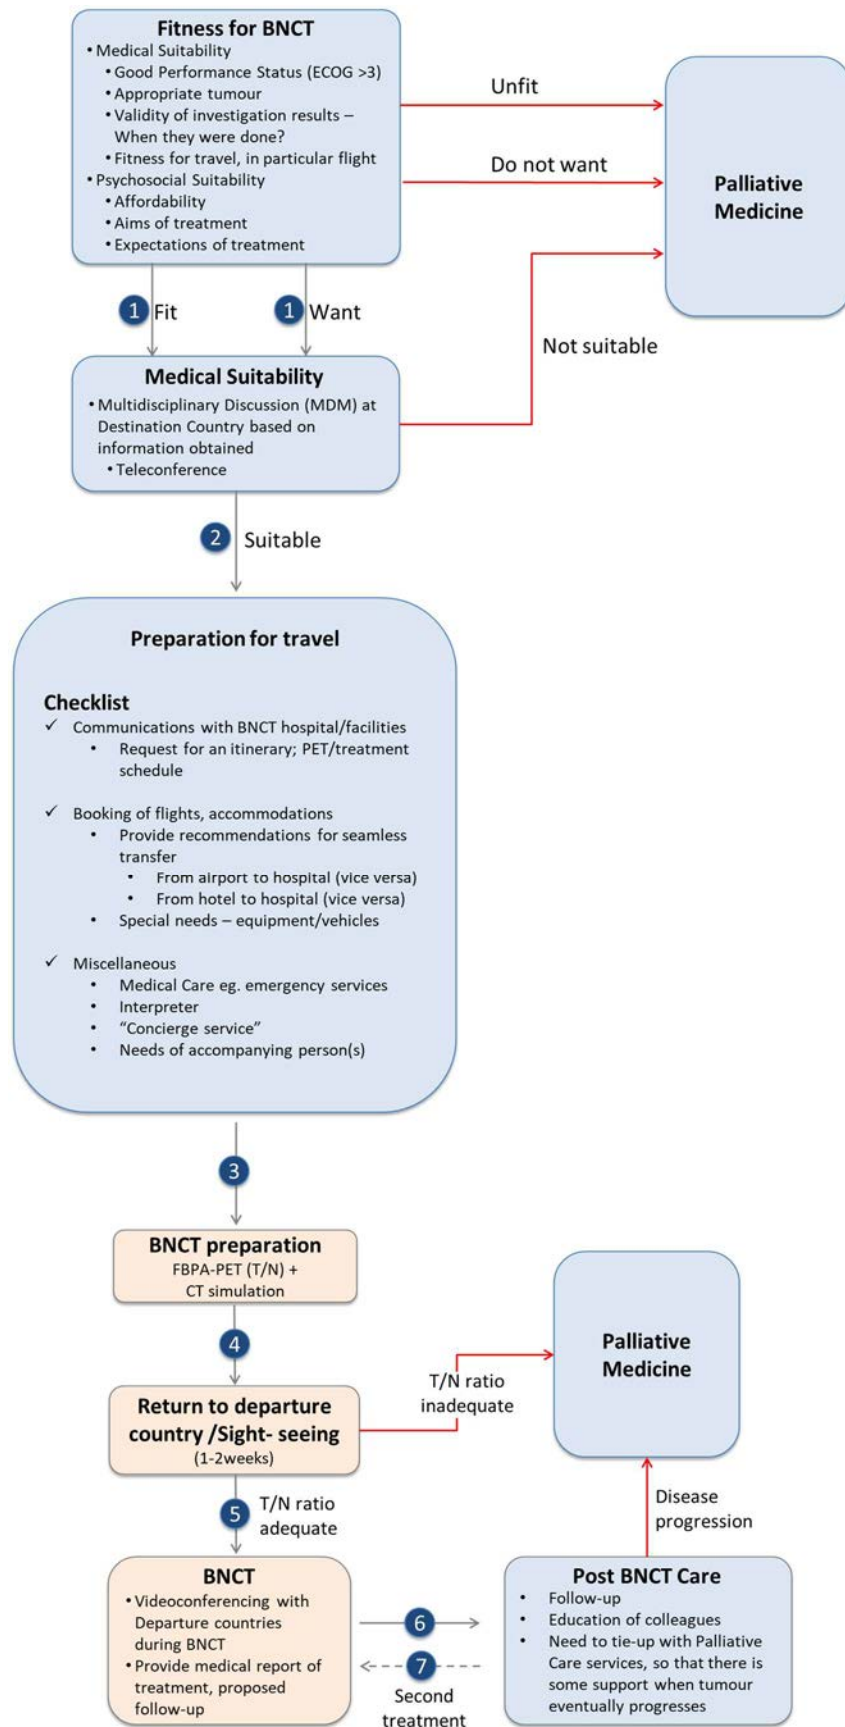 Fitness for BNCT
• Medical Suitability
• Good Performance Status (ECOG >3)
• Appropriate tumour
• Validity of investigation results –
When they were done?
• Fitness for travel, in particular flight
• Psychosocial Suitability
• Affordability
• Aims of treatment
• Expectations of treatment
Unfit
Do not want
Palliative
Medicine
1 Fit
1 Want
Not suitable
Medical Suitability
• Multidisciplinary Discussion (MDM) at
Destination Country based on
information obtained
• Teleconference
2 Suitable
Preparation for travel
Checklist
✓ Communications with BNCT hospital/facilities
• Request for an itinerary; PET/treatment
schedule
✓ Booking of flights, accommodations
• Provide recommendations for seamless
transfer
• From airport to hospital (vice versa)
• From hotel to hospital (vice versa)
• Special needs – equipment/vehicles
✓ Miscellaneous
• Medical Care eg. emergency services
• Interpreter
• “Concierge service”
• Needs of accompanying person(s)
3
BNCT preparation
FBPA-PET (T/N) +
CT simulation
4
Palliative
Medicine
T/N ratio
inadequate
Return to departure
country /Sight- seeing
(1-2weeks)
5 T/N ratio
adequate
Disease
progression
BNCT
• Videoconferencing with
Departure countries
during BNCT
• Provide medical report of
treatment, proposed
follow-up
6
7
Second
treatment
Post BNCT Care
• Follow-up
• Education of colleagues
• Need to tie-up with Palliative
Care services, so that there is
some support when tumour
eventually progresses